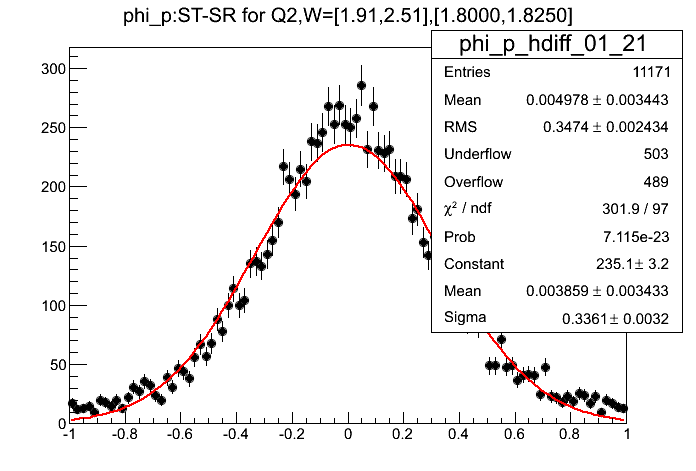 phi_p:ST-SR for Q2,W=[1.91,2.51],[1.8000,1.8250]
phi_p_hdiff_01_21
Entries 11171
Mean 0.004978 ± 0.003443
RMS 0.3474 ± 0.002434
Underflow 503
Overflow 489
χ² / ndf 301.9 / 97
Prob 7.115e-23
Constant 235.1± 3.2
Mean 0.003859 ± 0.003433
Sigma 0.3361± 0.0032
300
250
200
150
100
50
0
-1 -0.8 -0.6 -0.4 -0.2 0 0.2 0.4 0.6 0.8 1